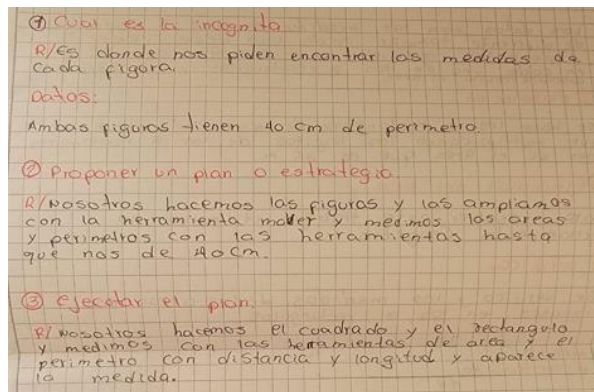 ① Cual es la incognita
R/Es donde nos piden encontrar las medidas de
cada figura.
Datos:
Ambas figuras tienen 40 cm de perimetro.
② Proponer un plan o estrategia.
R/Nosotros hacemos las figuras y las ampliamos
con la herramienta mover y medimos las areas
y perimetros con las herramientas hasta
que nos de 40cm.
③ ejecutar el plan.
R/Nosotros hacemos el cuadrado y el rectangulo
y medimos con las herramientas de area y el
perimetro con distancia y longitud y aparece
la medida.